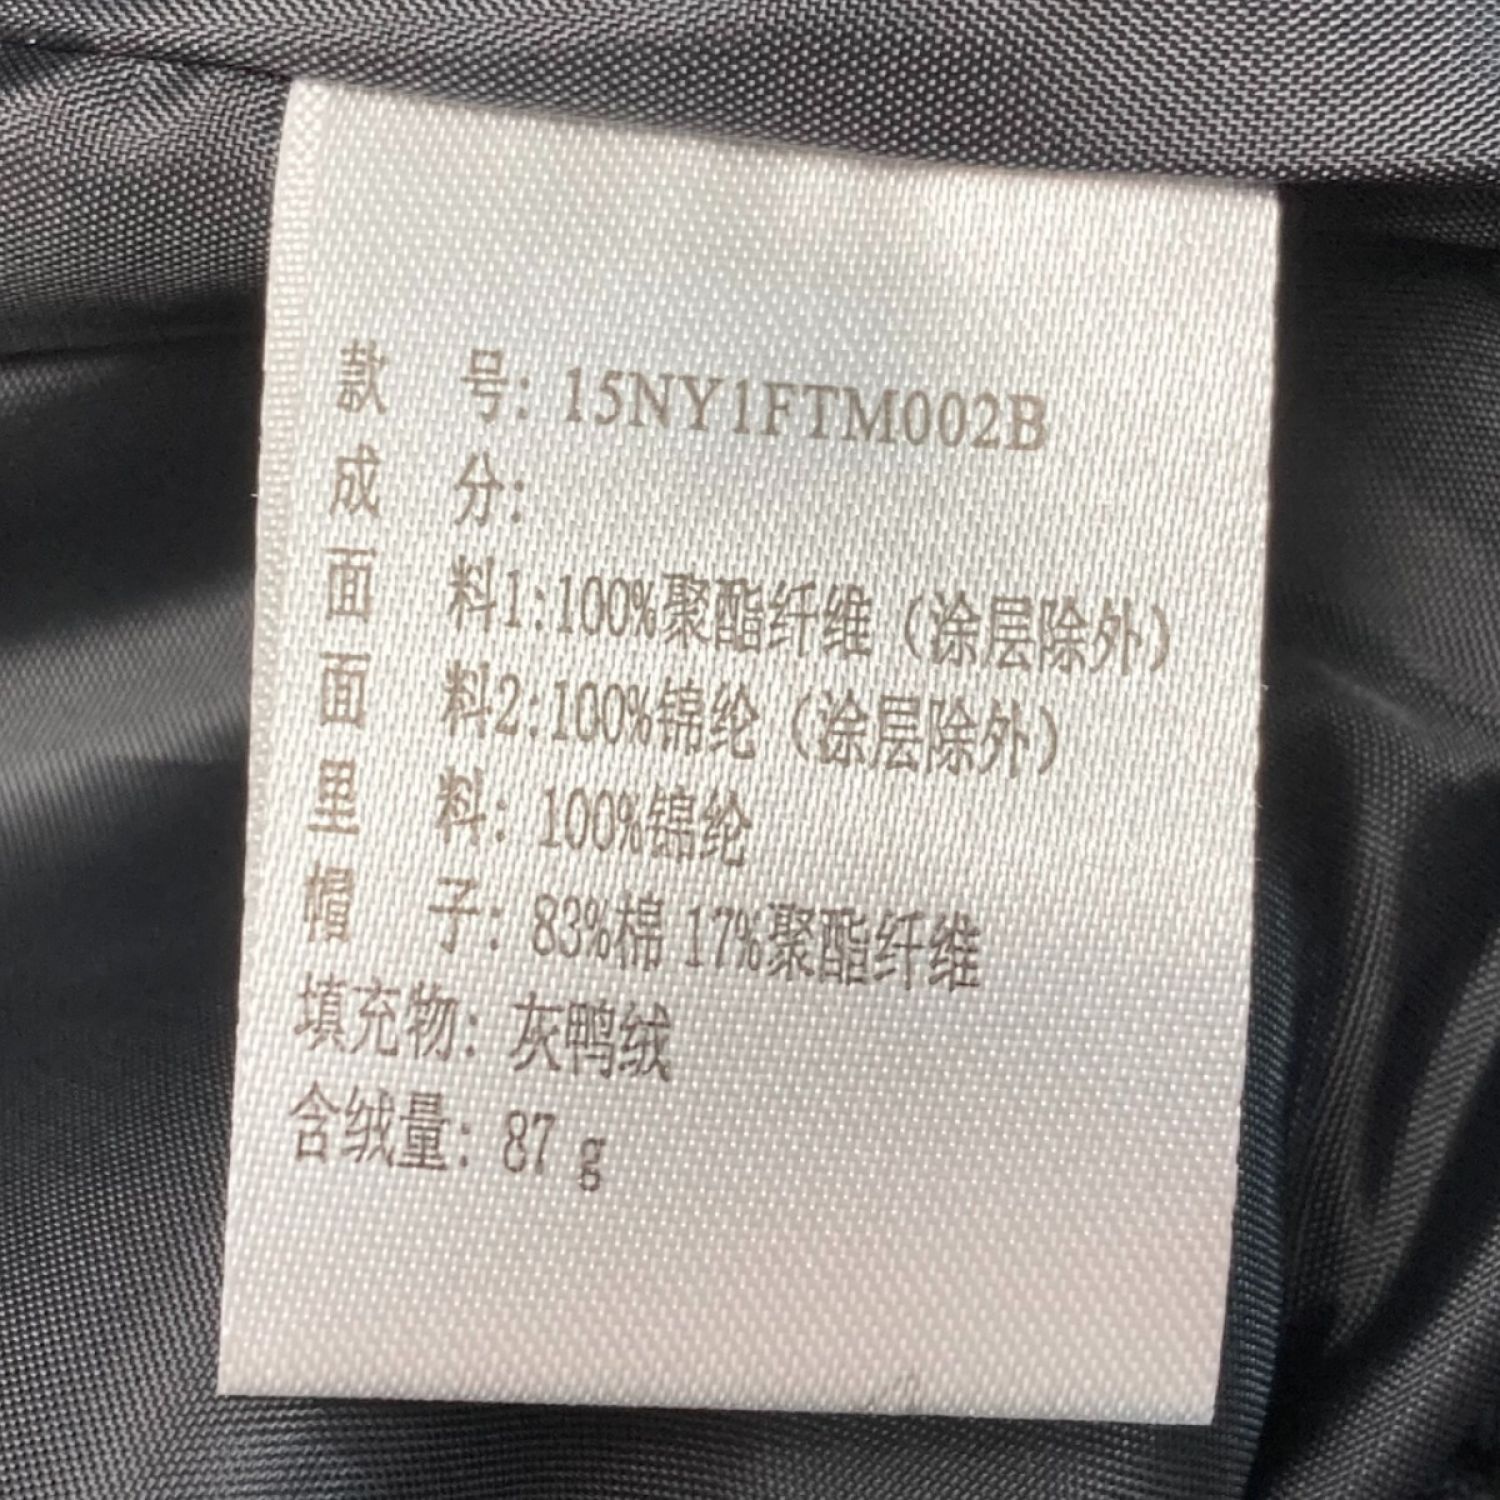 款 号: 15NY1FTM002B
成 分:
面 料1:100%聚酯纤维（涂层除外）
面 料2:100%锦纶（涂层除外）
里 料: 100%锦纶
帽 子: 83%棉 17%聚酯纤维
填充物: 灰鸭绒
含绒量: 87 g